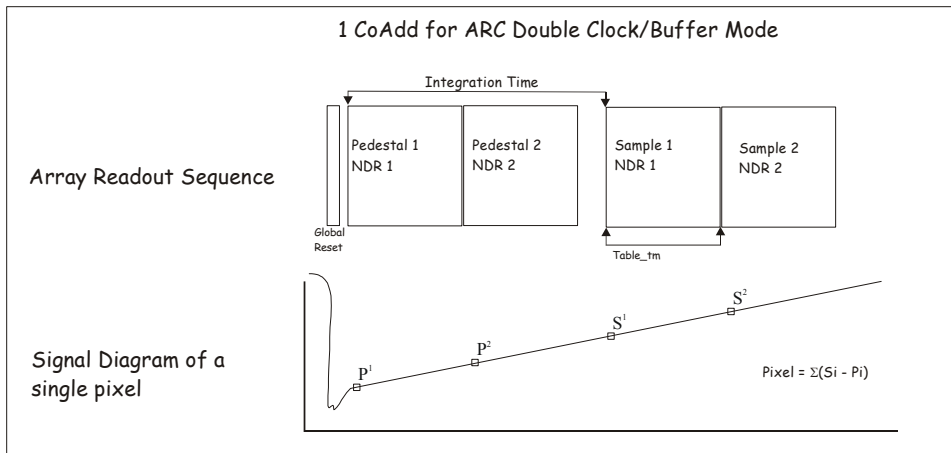 1 CoAdd for ARC Double Clock/Buffer Mode
Integration Time
Array Readout Sequence
Pedestal 1
NDR 1
Pedestal 2
NDR 2
Sample 1
NDR 1
Sample 2
NDR 2
Global
Reset
Table_tm
Signal Diagram of a
single pixel
P¹
P²
S¹
S²
Pixel = Σ(Si - Pi)